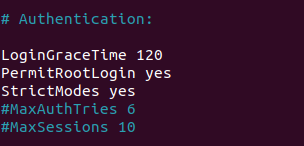 # Authentication:
LoginGraceTime 120
PermitRootLogin yes
StrictModes yes
#MaxAuthTries 6
#MaxSessions 10